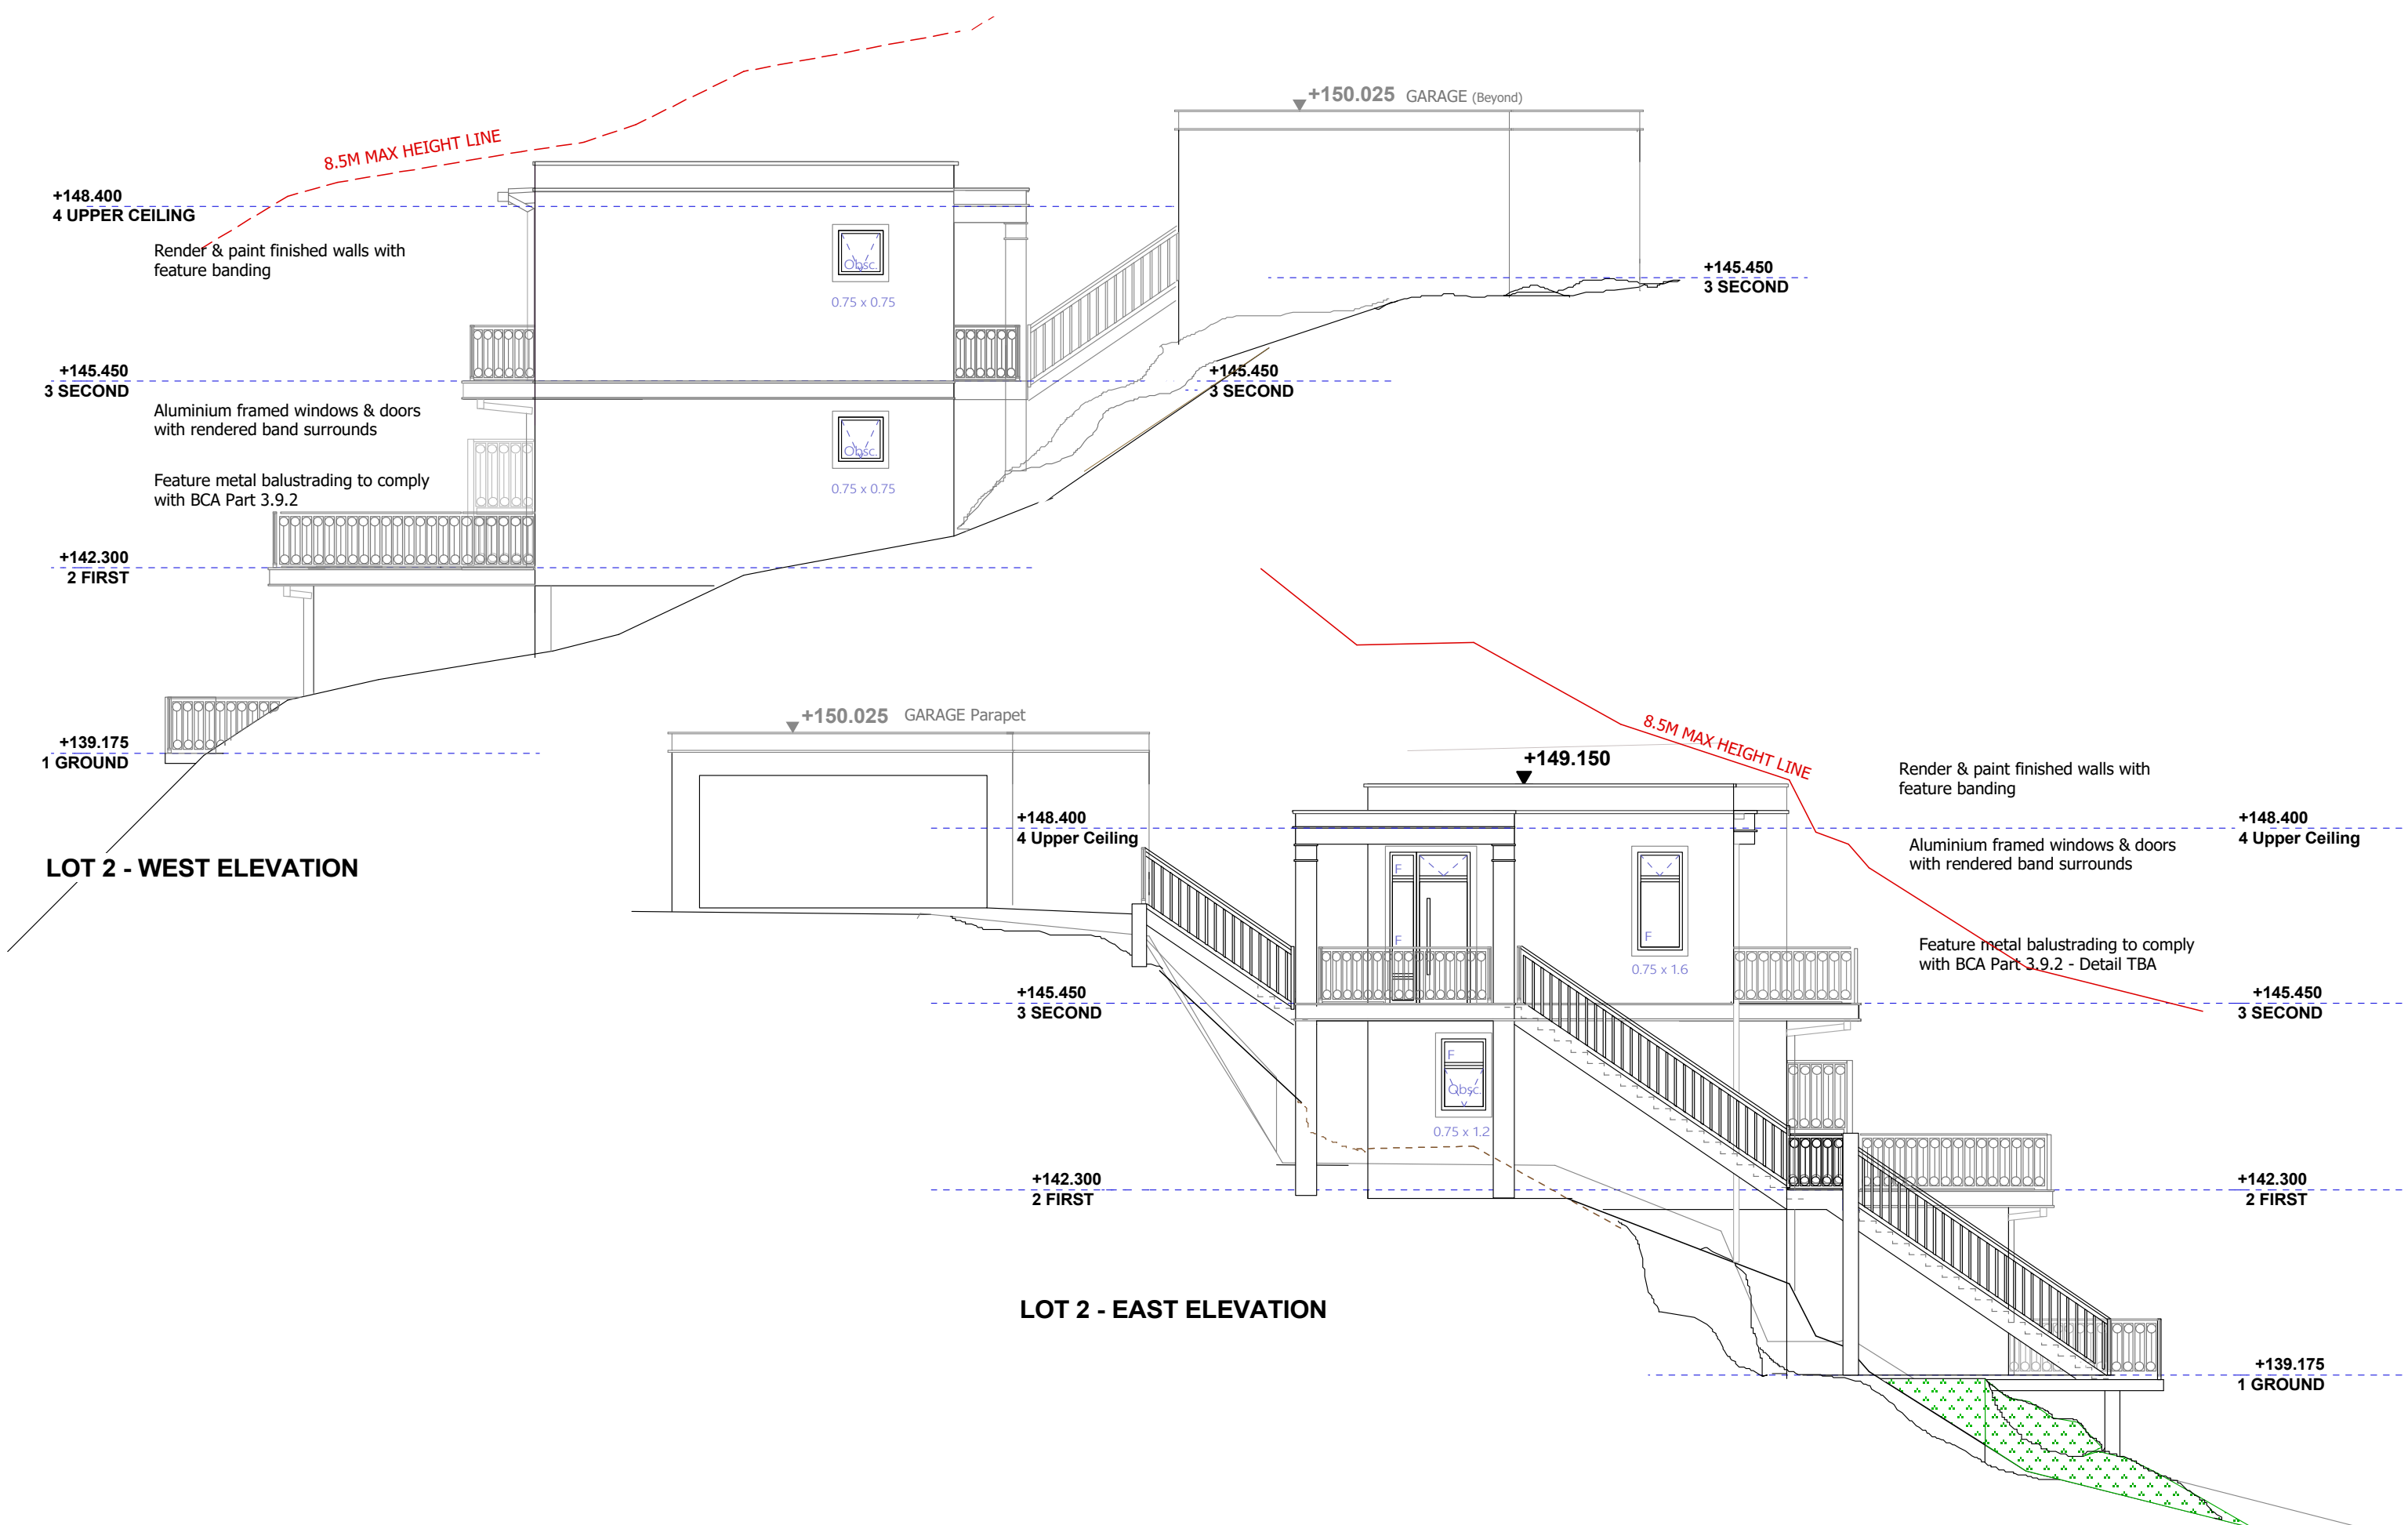 +150.025 GARAGE (Beyond)
8.5M MAX HEIGHT LINE
+148.400
4 UPPER CEILING
Render & paint finished walls with
feature banding
Obsc.
0.75 x 0.75
+145.450
3 SECOND
+145.450
3 SECOND
+145.450
3 SECOND
Aluminium framed windows & doors
with rendered band surrounds
Obsc.
0.75 x 0.75
Feature metal balustrading to comply
with BCA Part 3.9.2
+142.300
2 FIRST
+139.175
1 GROUND
LOT 2 - WEST ELEVATION
+150.025 GARAGE Parapet
8.5M MAX HEIGHT LINE
+149.150
Render & paint finished walls with
feature banding
+148.400
4 Upper Ceiling
+148.400
4 Upper Ceiling
Aluminium framed windows & doors
with rendered band surrounds
F
F
F
0.75 x 1.6
Feature metal balustrading to comply
with BCA Part 3.9.2 - Detail TBA
+145.450
3 SECOND
+145.450
3 SECOND
F
Obsc.
0.75 x 1.2
+142.300
2 FIRST
+142.300
2 FIRST
LOT 2 - EAST ELEVATION
+139.175
1 GROUND